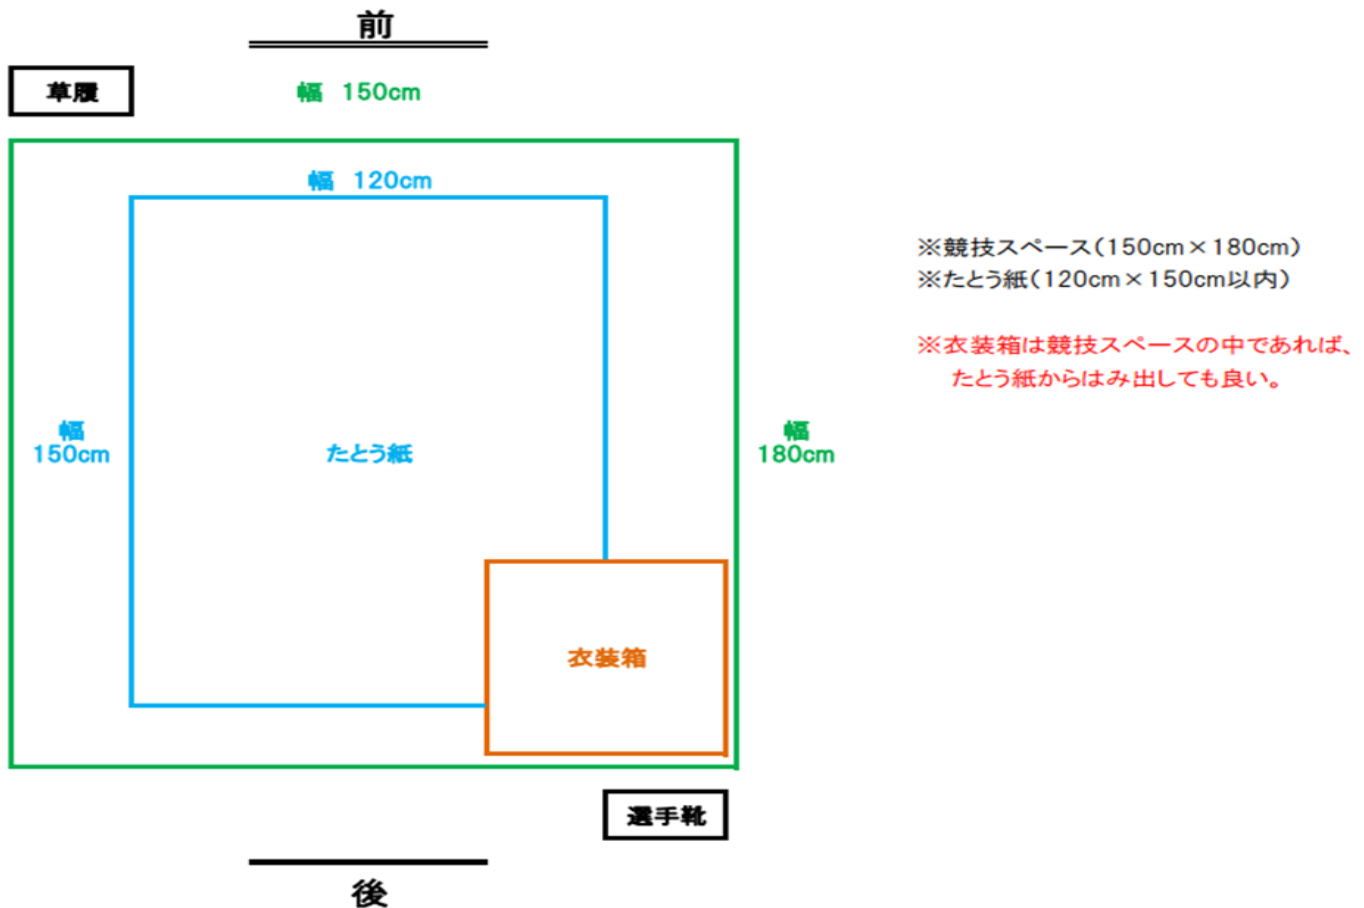 前
草履
幅 150cm
幅 120cm
※競技スペース(150cm×180cm)
※たとう紙(120cm×150cm以内)
※衣装箱は競技スペースの中であれば、
たとう紙からはみ出しても良い。
幅
150cm
たとう紙
幅
180cm
衣装箱
選手靴
後